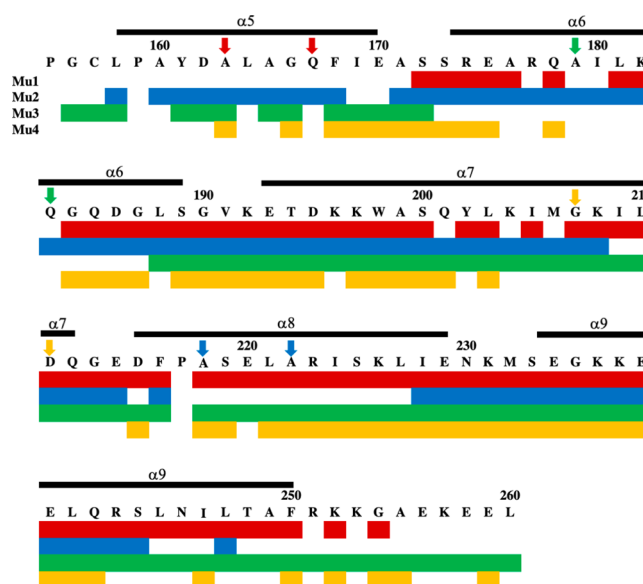 α5 α6
160 170 180
P G C L P A Y D A L A G Q F I E A S S R E A R Q A I L K
Mu1
Mu2
Mu3
Mu4
α6 α7
190 200 21
Q G Q D G L S G V K E T D K K W A S Q Y L K I M G K I L
α7 α8 α9
220 230
D Q G E D F P A S E L A R I S K L I E N K M S E G K K E
α9
250 260
E L Q R S L N I L T A F R K K G A E K E E L